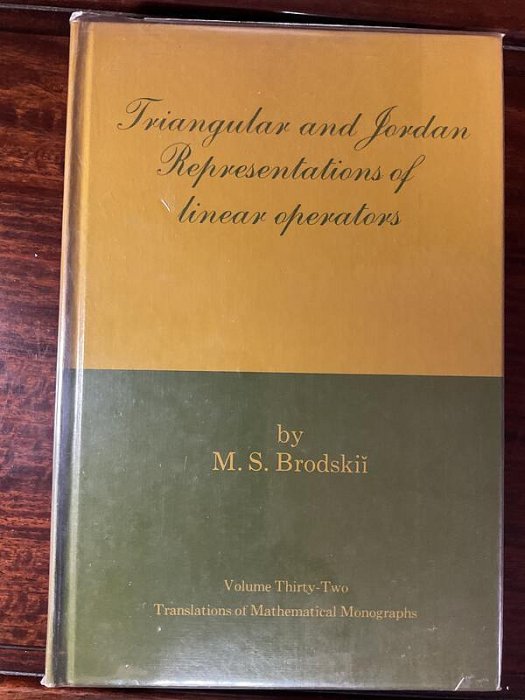 Triangular and Jordan
Representations of
linear operators
by
M. S. Brodskiĭ
Volume Thirty-Two
Translations of Mathematical Monographs